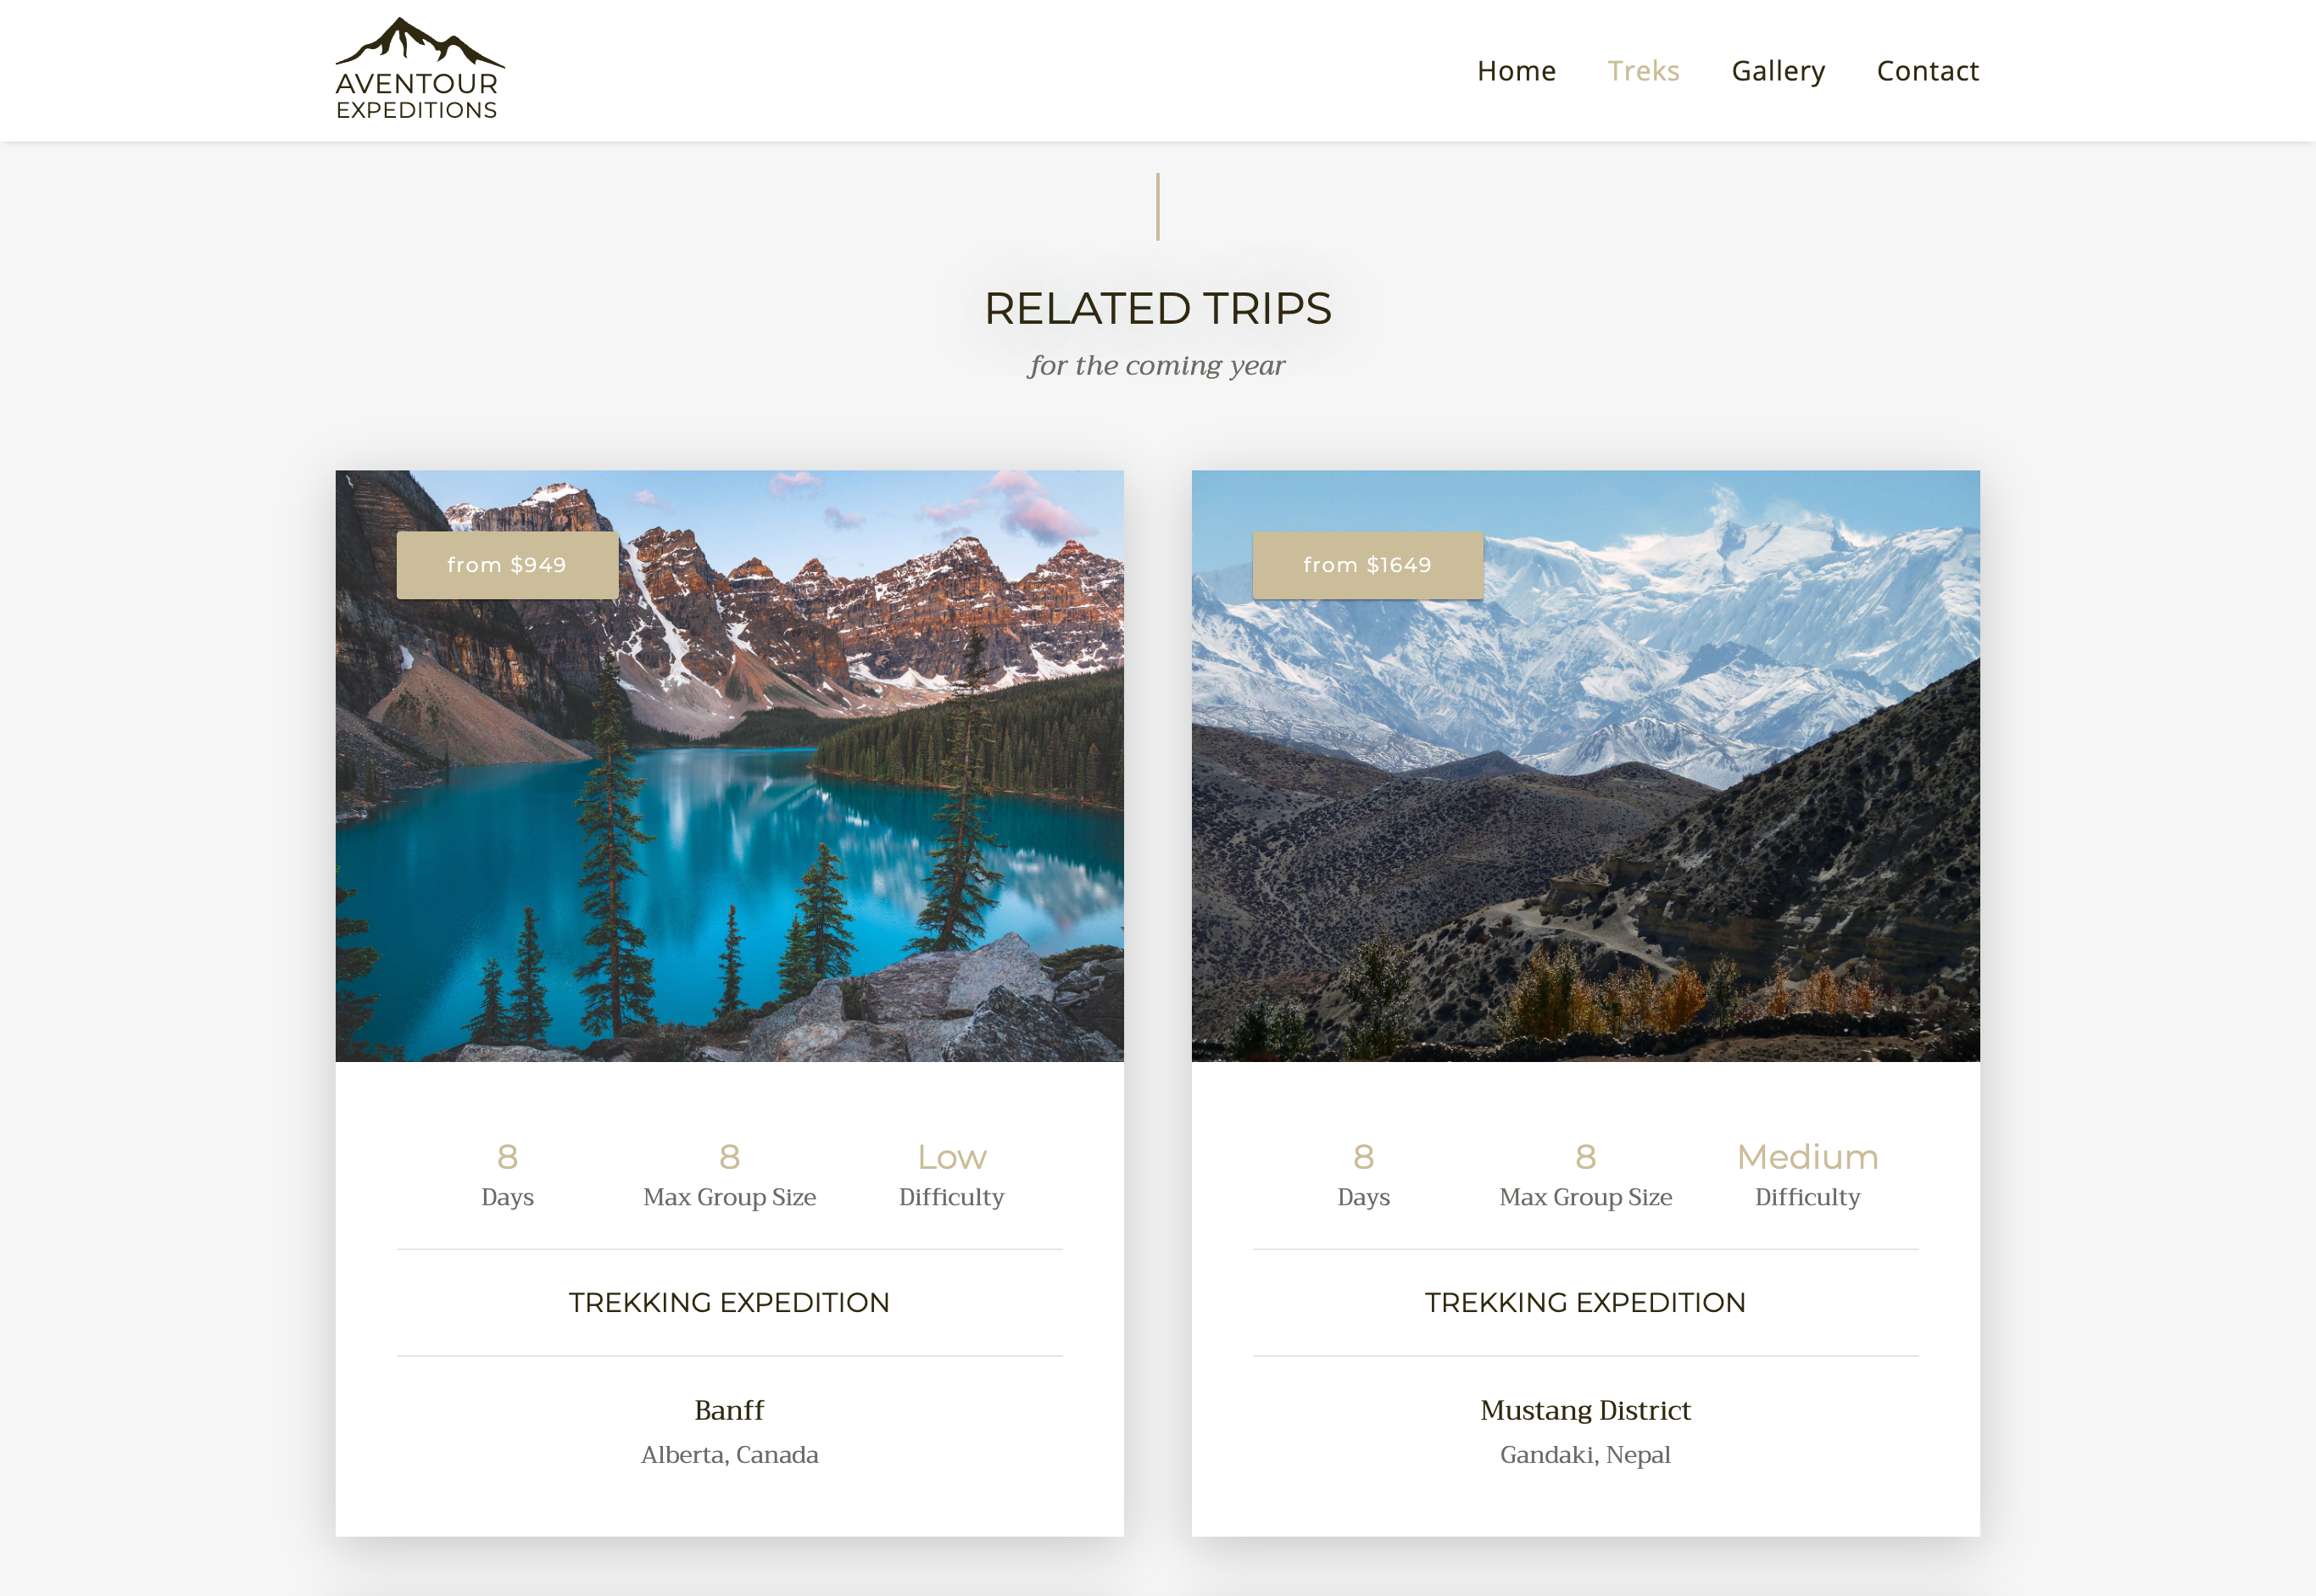 AVENTOUR
EXPEDITIONS
Home Treks Gallery Contact
RELATED TRIPS
for the coming year
from $949
from $1649
8 8 Low
Days Max Group Size Difficulty
TREKKING EXPEDITION
Banff
Alberta, Canada
8 8 Medium
Days Max Group Size Difficulty
TREKKING EXPEDITION
Mustang District
Gandaki, Nepal